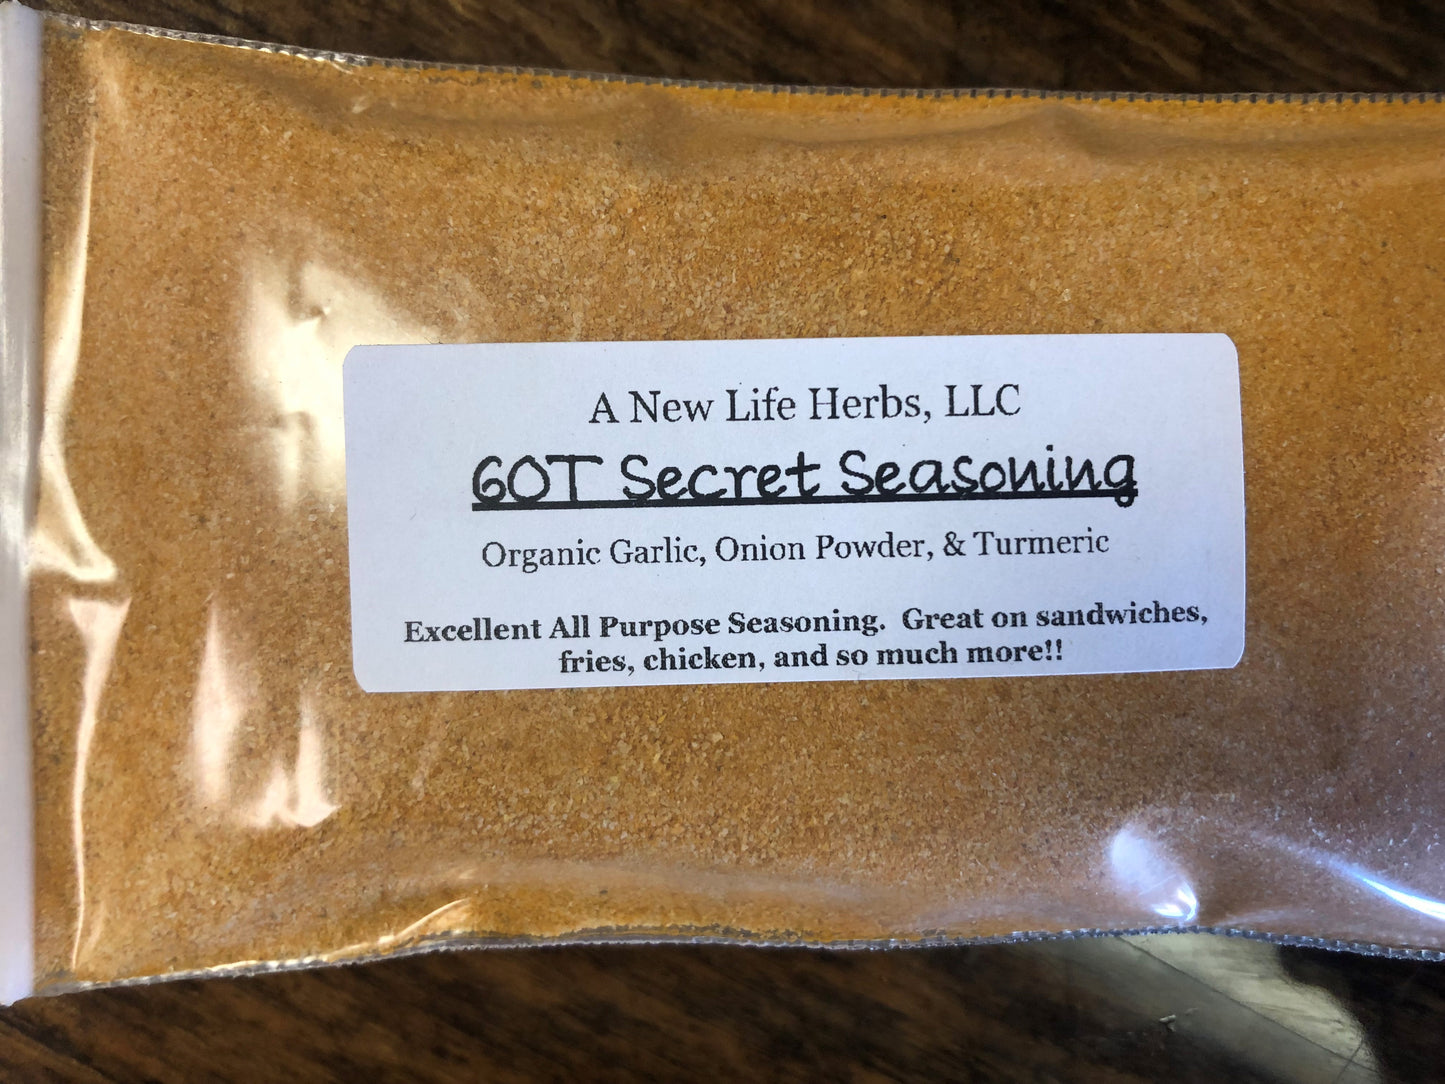 A New Life Herbs, LLC
GOT Secret Seasoning
Organic Garlic, Onion Powder, & Turmeric
Excellent All Purpose Seasoning.  Great on sandwiches,
fries, chicken, and so much more!!